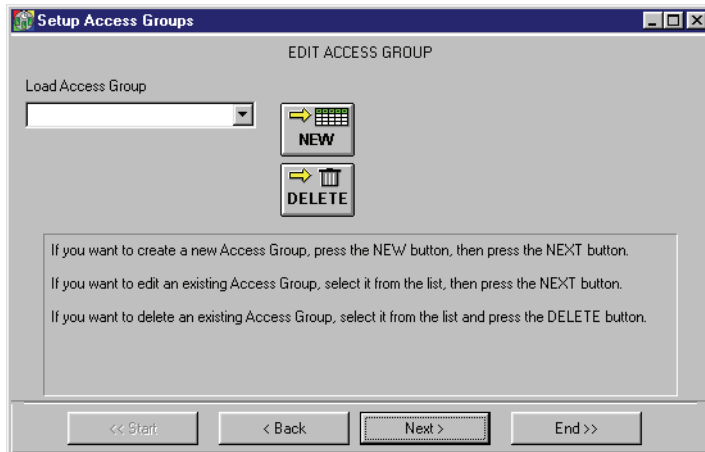 Setup Access Groups
EDIT ACCESS GROUP
Load Access Group
NEW
DELETE
If you want to create a new Access Group, press the NEW button, then press the NEXT button.
If you want to edit an existing Access Group, select it from the list, then press the NEXT button.
If you want to delete an existing Access Group, select it from the list and press the DELETE button.
<< Start
< Back
Next >
End >>